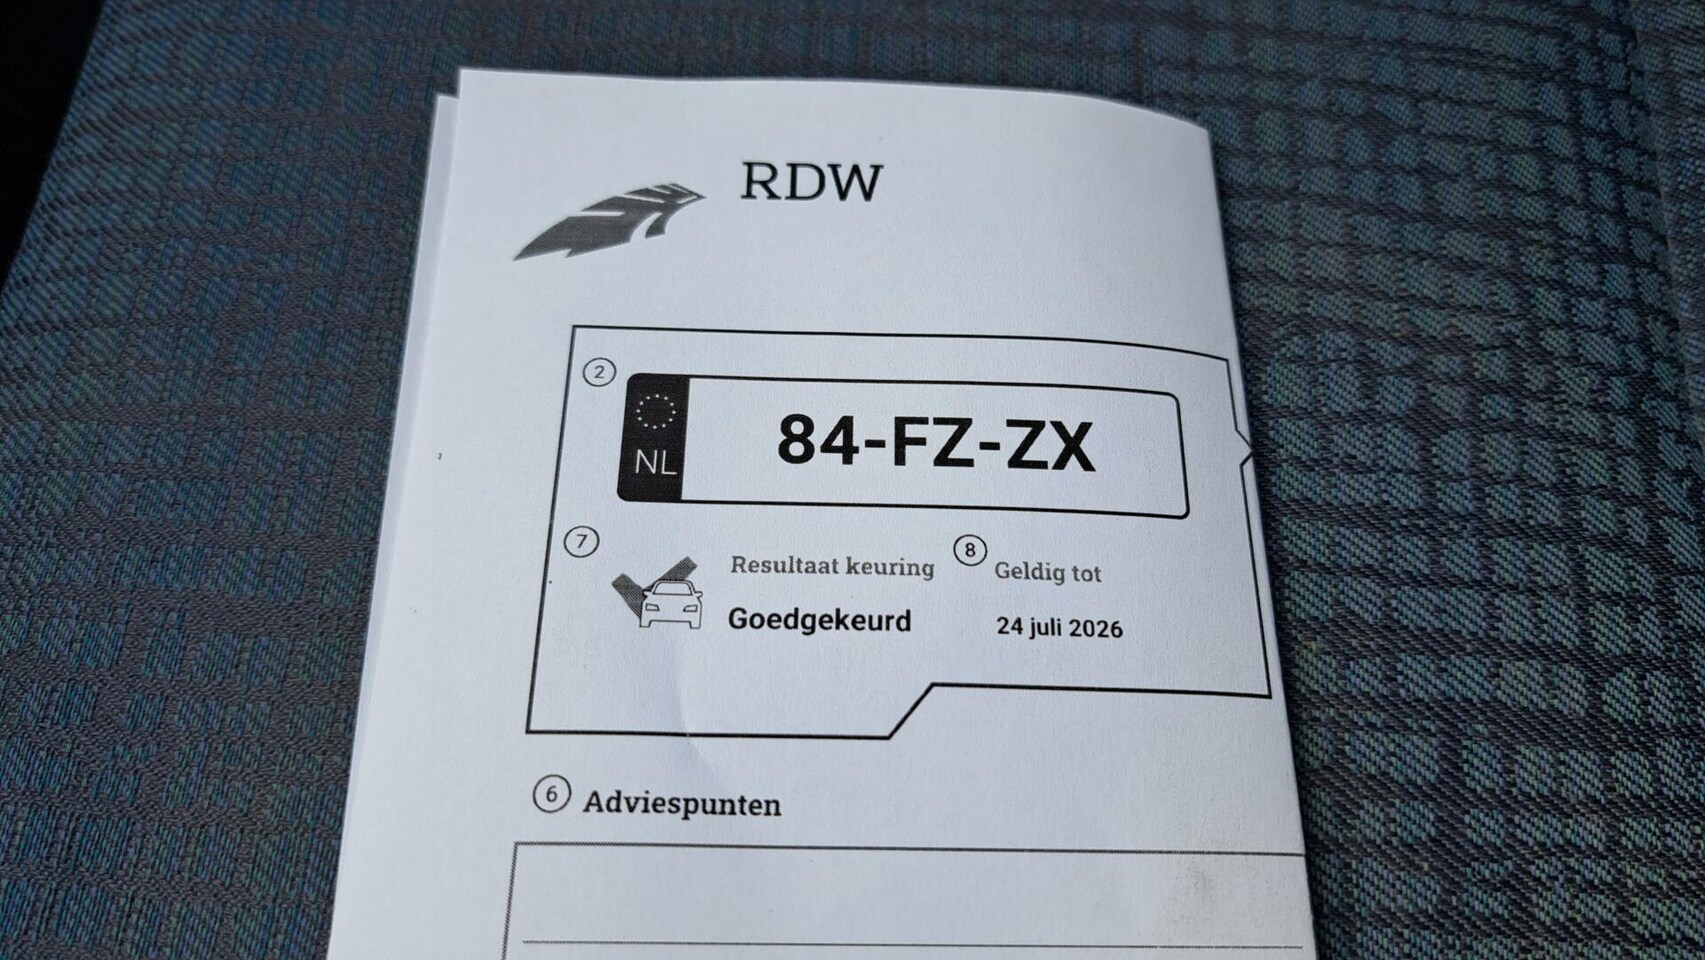 RDW
2
NL
84-FZ-ZX
7
Resultaat keuring
8
Geldig tot
Goedgekeurd
24 juli 2026
6
Adviespunten